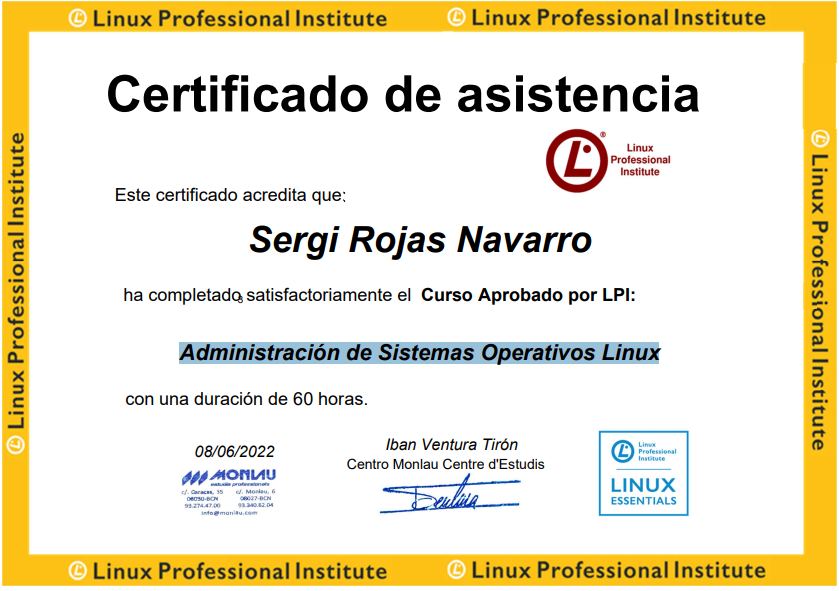 Linux Professional Institute
Linux Professional Institute
Certificado de asistencia
Linux
Professional
Institute
Este certificado acredita que:
Sergi Rojas Navarro
ha completado satisfactoriamente el Curso Aprobado por LPI:
Administración de Sistemas Operativos Linux
con una duración de 60 horas.
08/06/2022
MONLAU
estudis professionals
c/. Caracas, 35 c/. Monlau, 6
08030-BCN 08027-BCN
93.274.47.00 93.340.62.04
info@monlau.com
Iban Ventura Tirón
Centro Monlau Centre d'Estudis
Linux
Professional
Institute
LINUX
ESSENTIALS
Linux Professional Institute
Linux Professional Institute
Linux Professional Institute
Linux Professional Institute